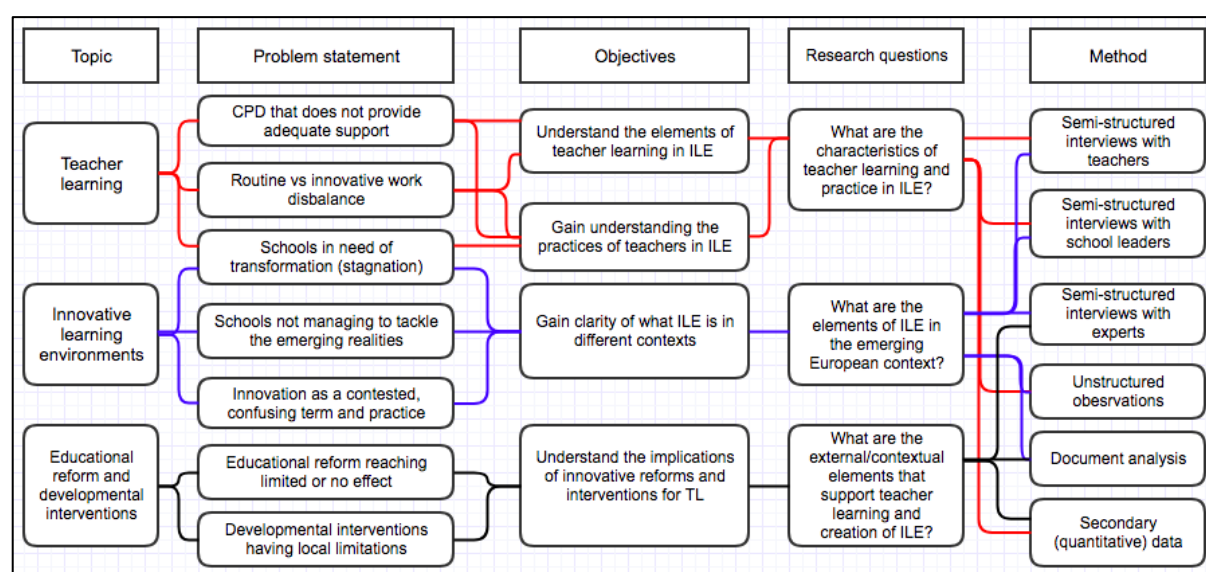 Topic
Problem statement
Objectives
Research questions
Method
Teacher
learning
CPD that does not provide
adequate support
Routine vs innovative work
disbalance
Schools in need of
transformation (stagnation)
Understand the elements of
teacher learning in ILE
Gain understanding the
practices of teachers in ILE
What are the
characteristics of
teacher learning and
practice in ILE?
Semi-structured
interviews with
teachers
Semi-structured
interviews with
school leaders
Innovative
learning
environments
Schools not managing to tackle
the emerging realities
Innovation as a contested,
confusing term and practice
Gain clarity of what ILE is in
different contexts
What are the
elements of ILE in
the emerging
European context?
Semi-structured
interviews with
experts
Unstructured
obesrvations
Educational
reform and
developmental
interventions
Educational reform reaching
limited or no effect
Developmental interventions
having local limitations
Understand the implications
of innovative reforms and
interventions for TL
What are the
external/contextual
elements that
support teacher
learning and
creation of ILE?
Document analysis
Secondary
(quantitative) data